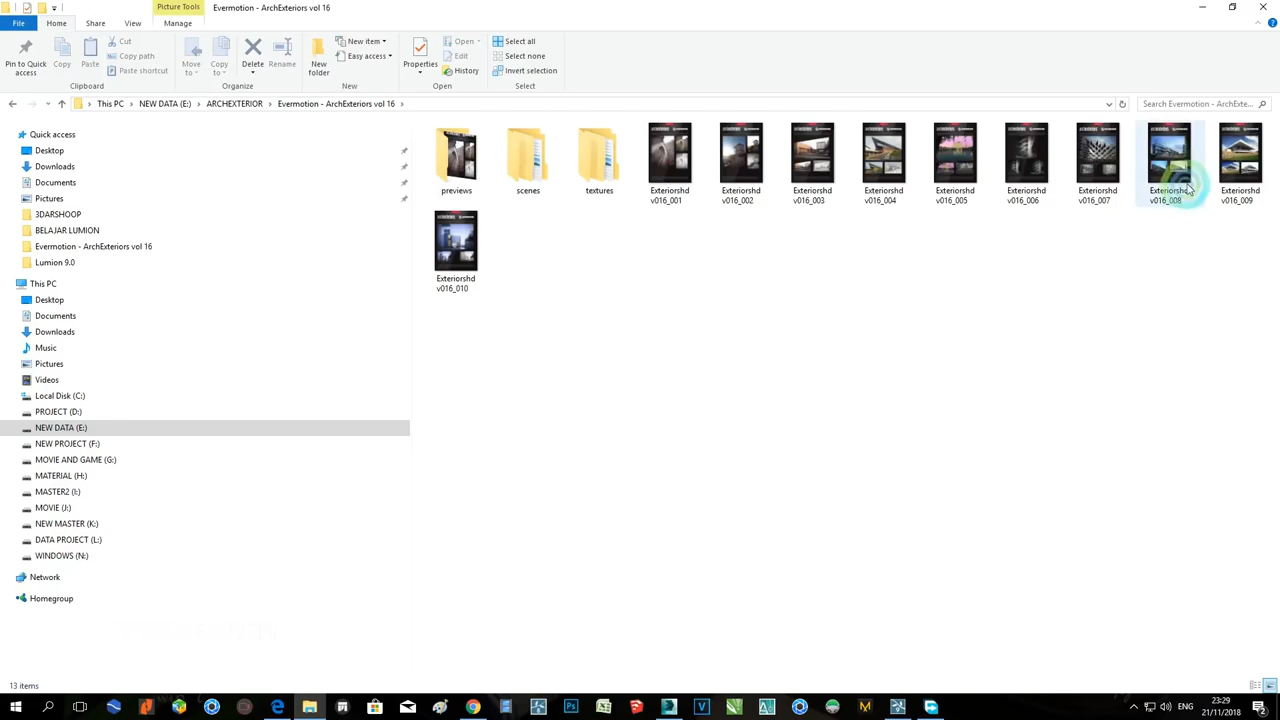 Picture Tools
Evermotion - ArchExteriors vol 16
File
Home
Share
View
Manage
Pin to Quick access
Copy
Paste
Cut
Copy path
Paste shortcut
Clipboard
Move to
Copy to
Delete
Rename
Organize
New folder
New item
Easy access
New
Properties
Open
Edit
History
Open
Select all
Select none
Invert selection
Select
This PC
NEW DATA (E:)
ARCHEXTERIOR
Evermotion - ArchExteriors vol 16
Search Evermotion - ArchExte...
Quick access
Desktop
Downloads
Documents
Pictures
3DARSHOOP
BELAJAR LUMION
Evermotion - ArchExteriors vol 16
Lumion 9.0
This PC
Desktop
Documents
Downloads
Music
Pictures
Videos
Local Disk (C:)
PROJECT (D:)
NEW DATA (E:)
NEW PROJECT (F:)
MOVIE AND GAME (G:)
MATERIAL (H:)
MASTER2 (I:)
MOVIE (J:)
NEW MASTER (K:)
DATA PROJECT (L:)
WINDOWS (N:)
Network
Homegroup
previews
scenes
textures
Exteriorshd
v016_001
Exteriorshd
v016_002
Exteriorshd
v016_003
Exteriorshd
v016_004
Exteriorshd
v016_005
Exteriorshd
v016_006
Exteriorshd
v016_007
Exteriorshd
v016_008
Exteriorshd
v016_009
Exteriorshd
v016_010
13 items
ENG
23:29
21/11/2018